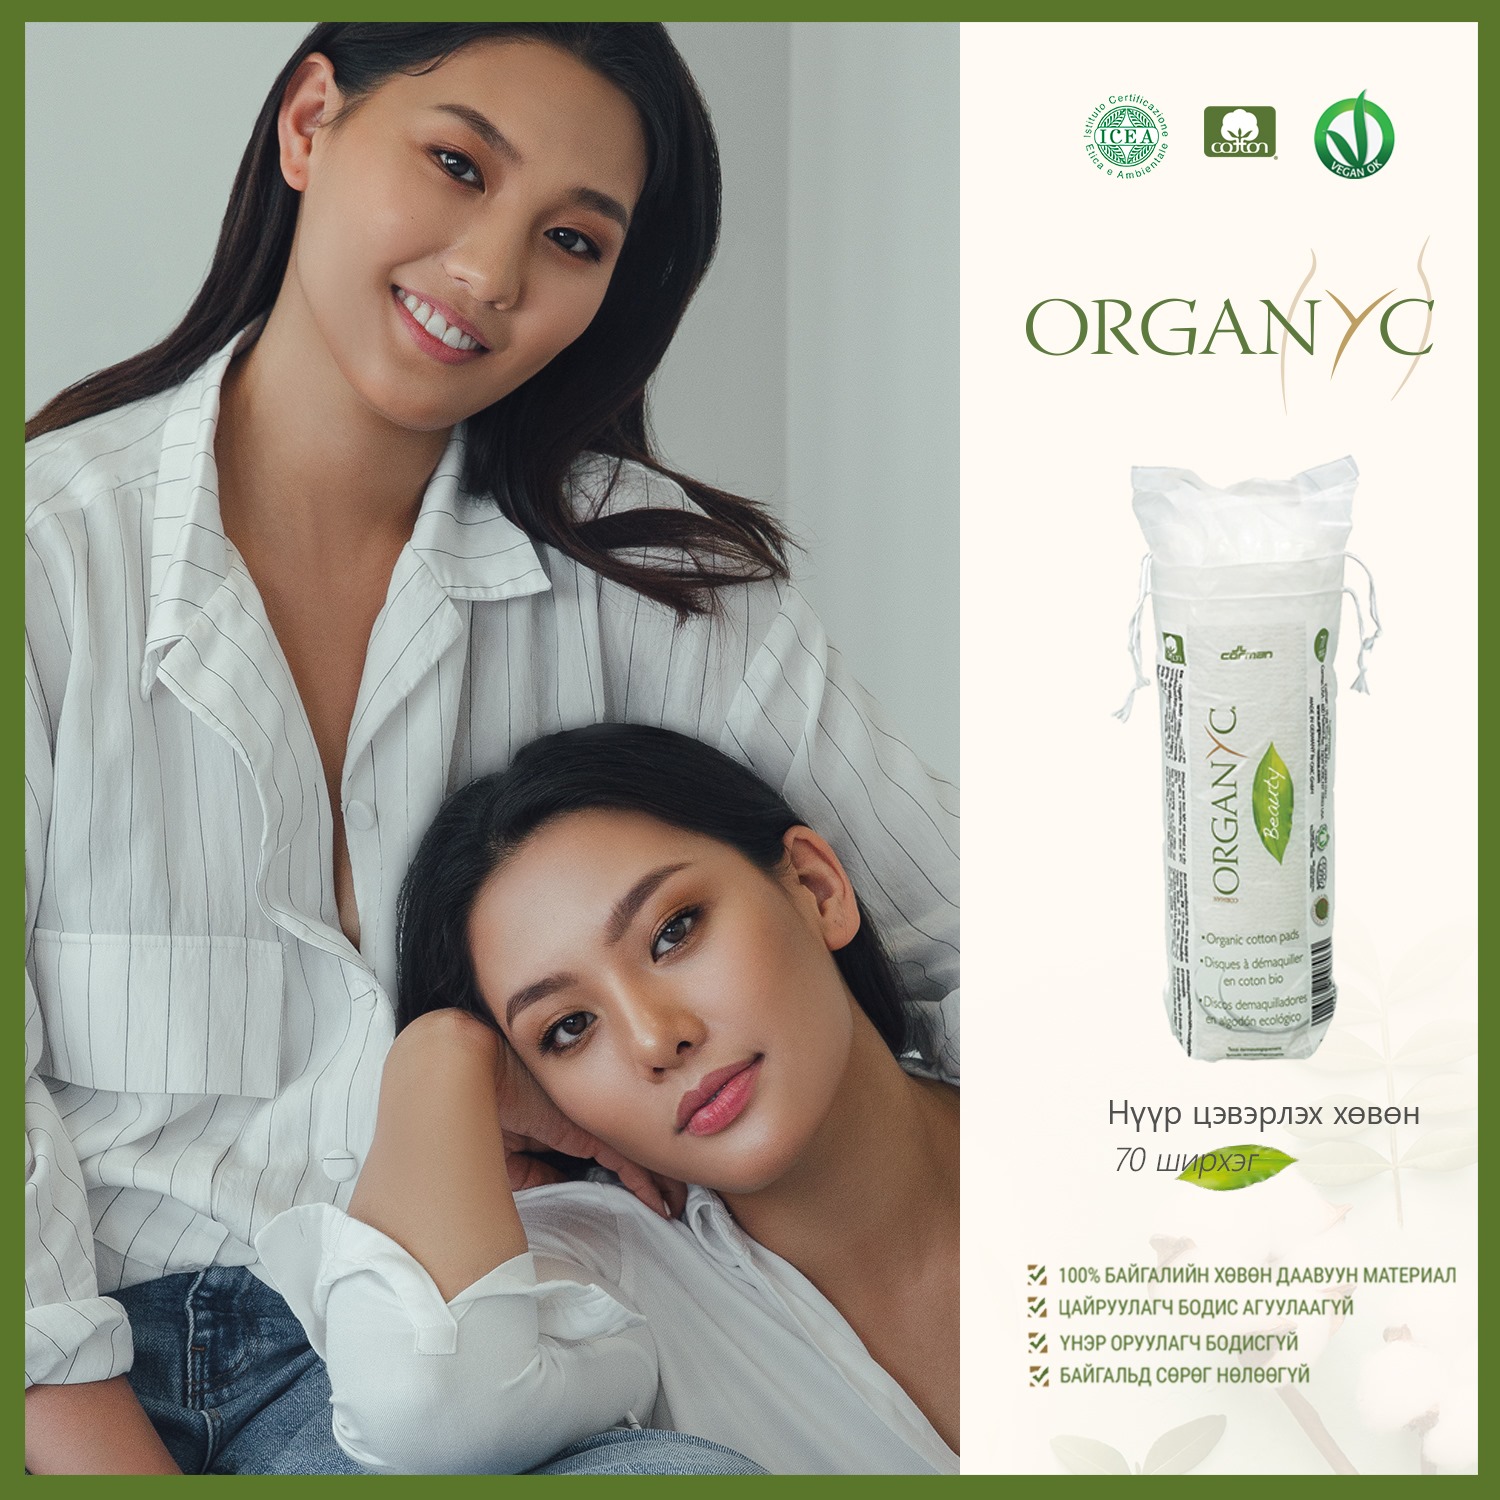 Istituto Certificazione
ICEA
Etica e Ambientale
cotton
VEGAN OK
ORGANYC
cotton
corman
ORGANYC
Beauty
•Organic cotton pads
•Disques à démaquiller
en coton bio
•Discos demaquilladores
en algodón ecológico
Нүүр цэвэрлэх хөвөн
70 ширхэг
100% БАЙГАЛИЙН ХӨВӨН ДААВУУН МАТЕРИАЛ
ЦАЙРУУЛАГЧ БОДИС АГУУЛААГҮЙ
ҮНЭР ОРУУЛАГЧ БОДИСГҮЙ
БАЙГАЛЬД СӨРӨГ НӨЛӨӨГҮЙ